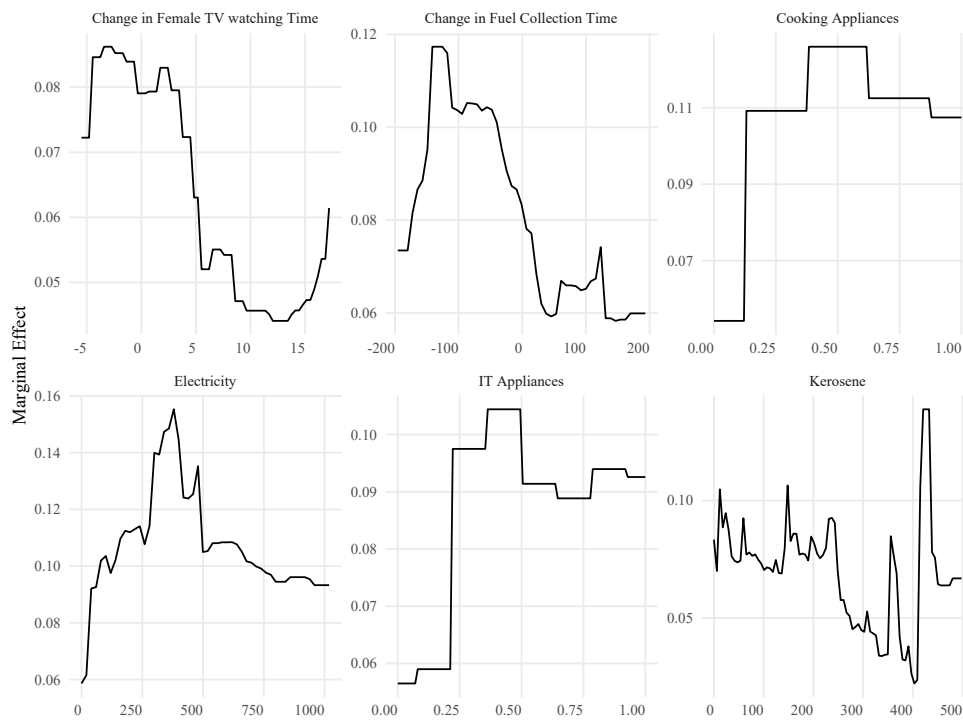 Change in Female TV watching Time
Change in Fuel Collection Time
Cooking Appliances
0.08
0.07
0.06
0.05
-5 0 5 10 15
0.12
0.10
0.08
0.06
-200 -100 0 100 200
0.11
0.09
0.07
0.00 0.25 0.50 0.75 1.00
Marginal Effect
Electricity
IT Appliances
Kerosene
0.16
0.14
0.12
0.10
0.08
0.06
0 250 500 750 1000
0.10
0.09
0.08
0.07
0.06
0.00 0.25 0.50 0.75 1.00
0.10
0.05
0 100 200 300 400 500